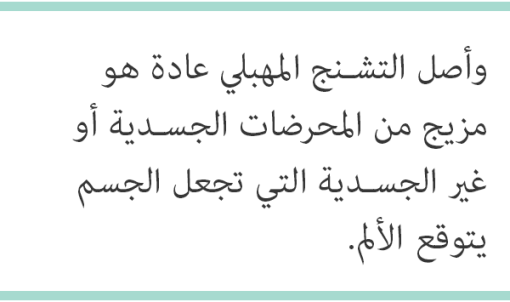 وأصل التشنج المهبلي عادة هو
مزيج من المحرضات الجسدية أو
غير الجسدية التي تجعل الجسم
يتوقع الألم.